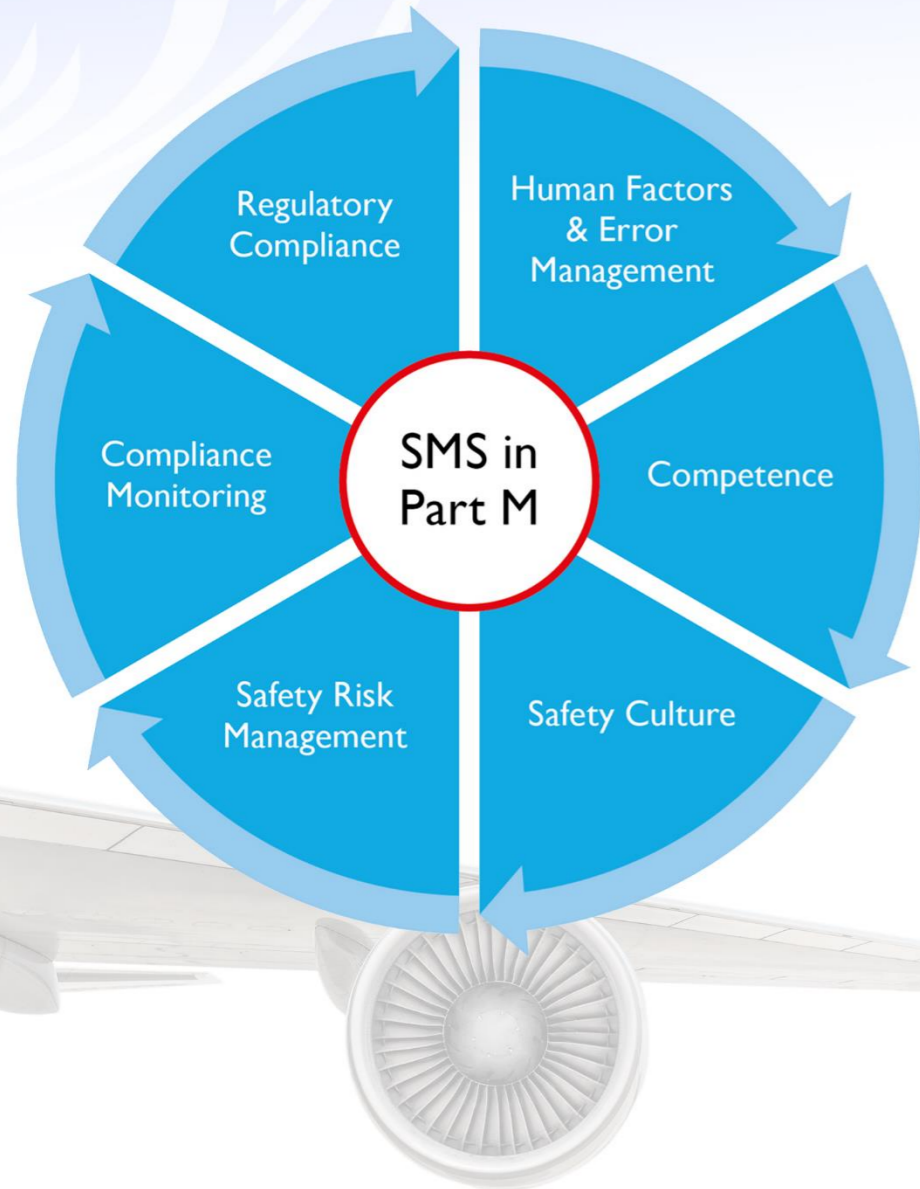 Regulatory
Compliance
Human Factors
& Error
Management
Compliance
Monitoring
SMS in
Part M
Competence
Safety Risk
Management
Safety Culture